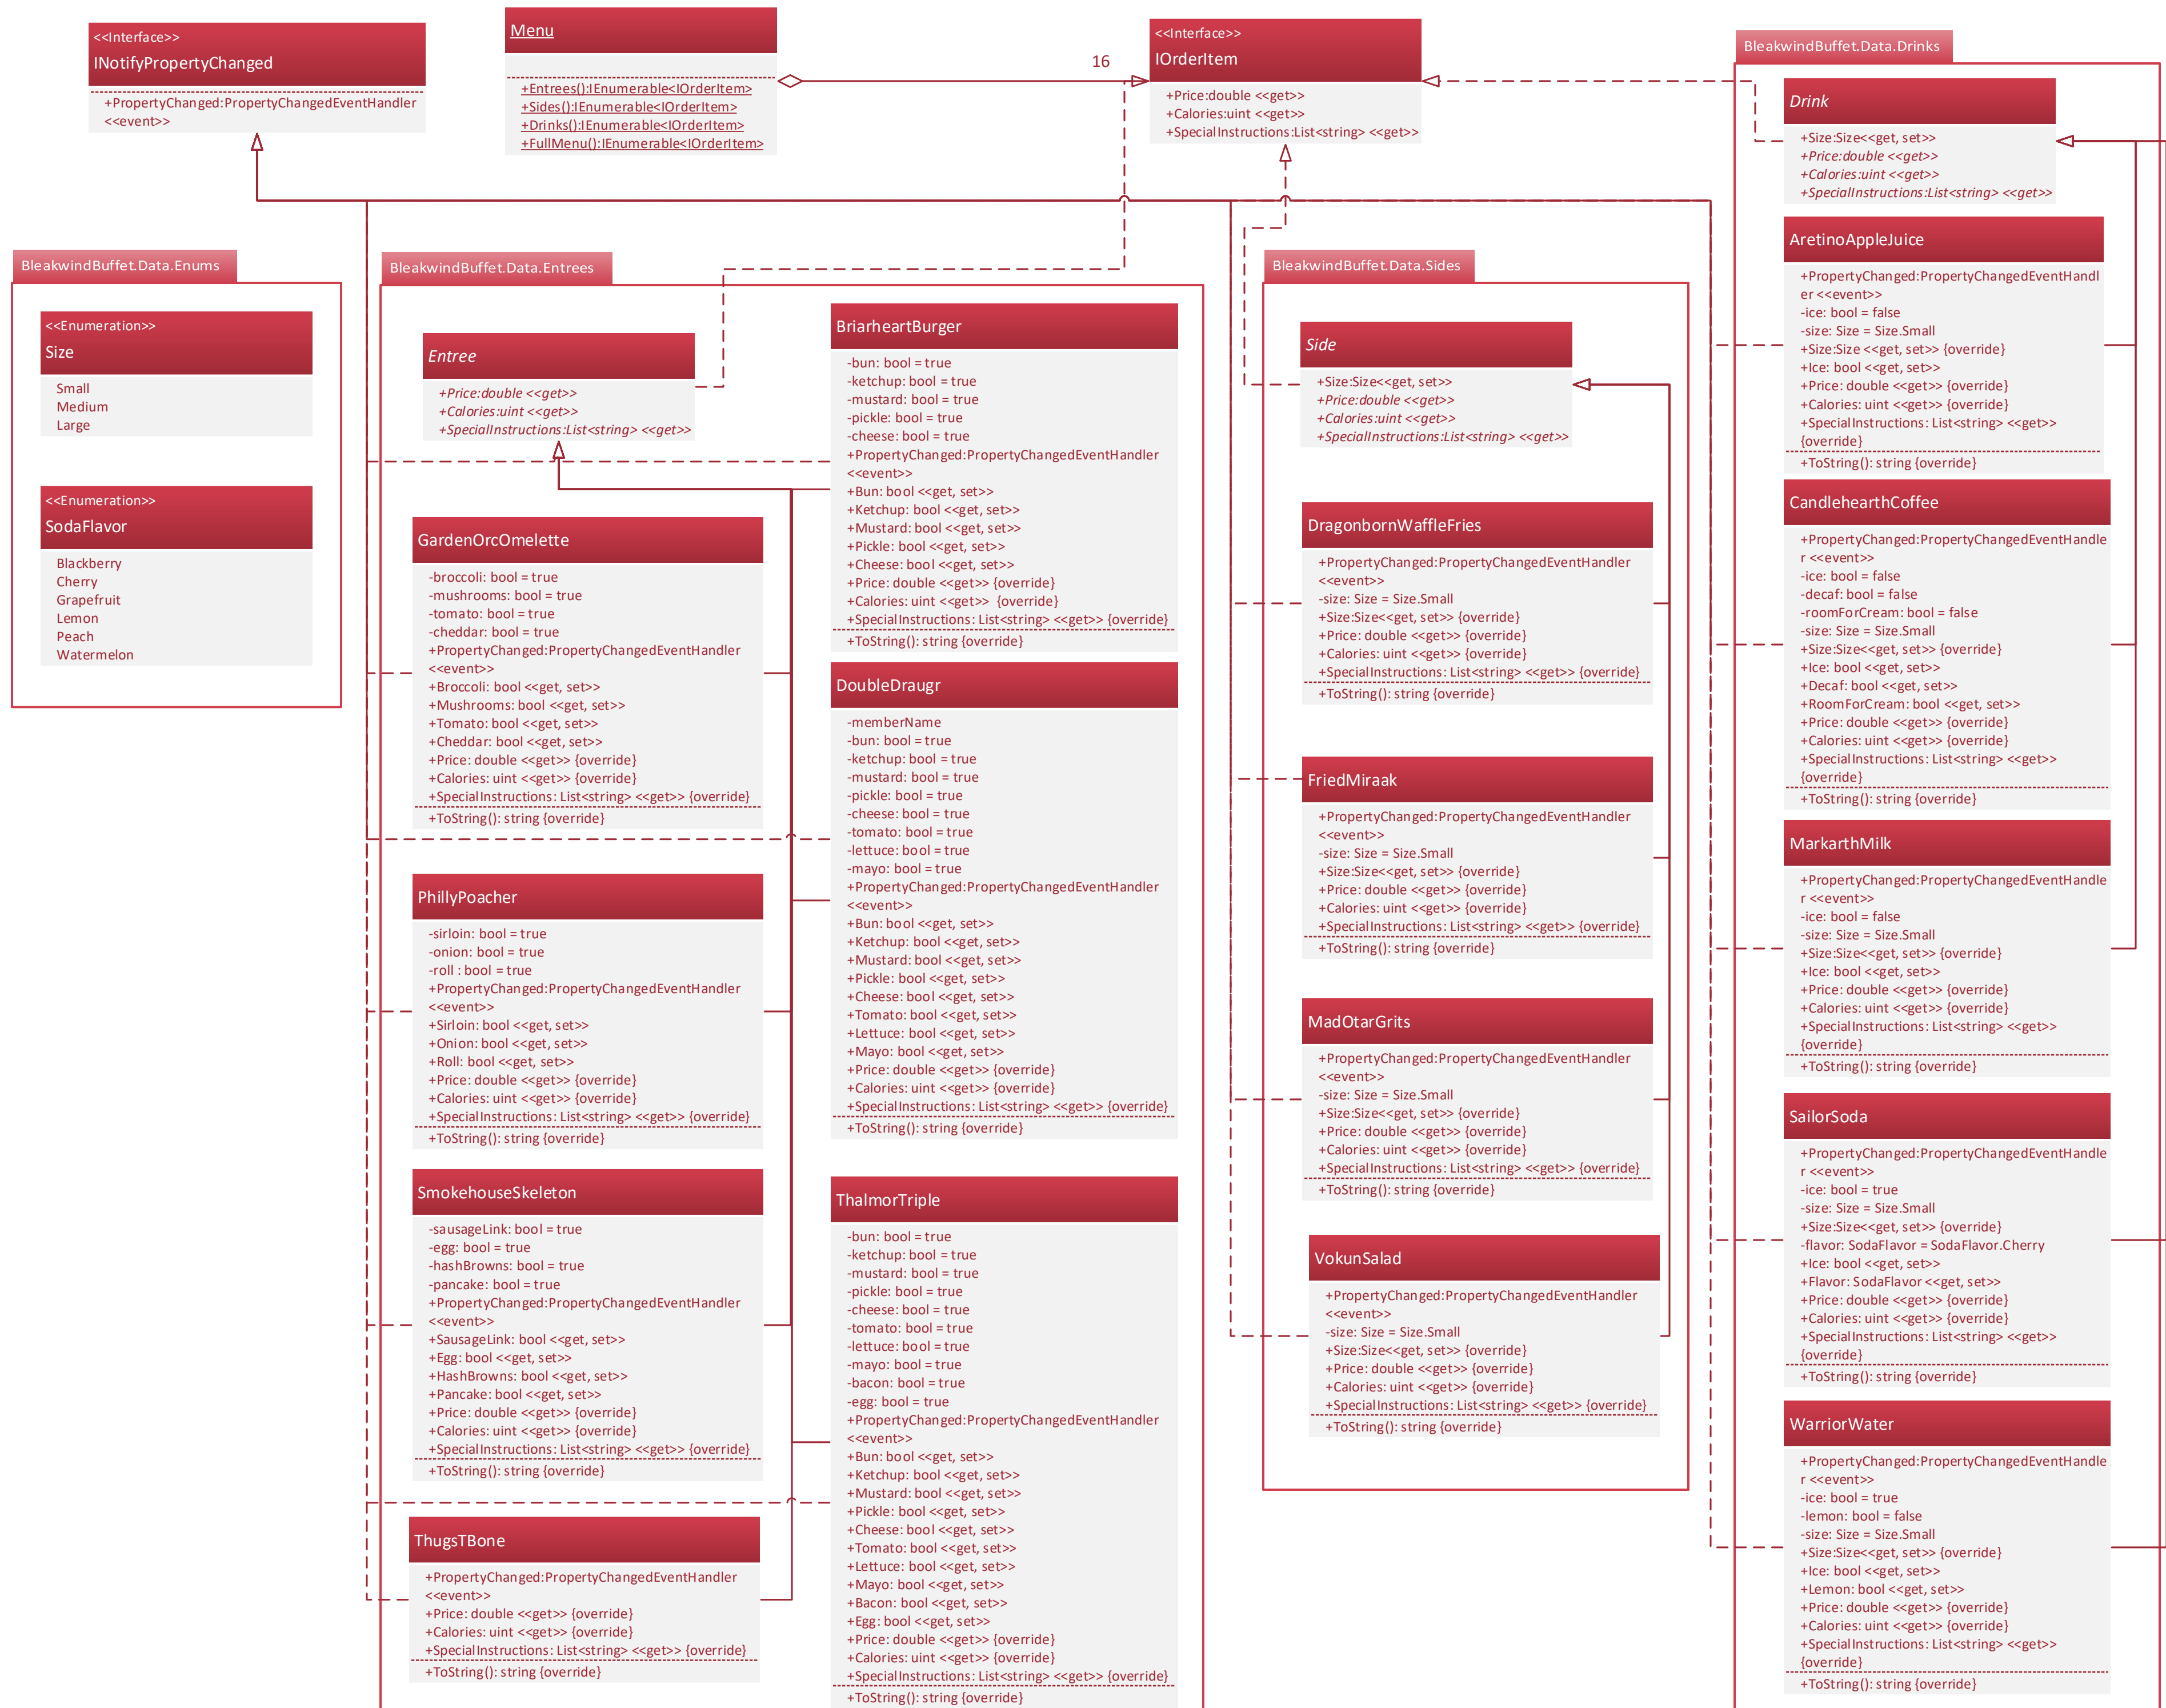 <<Interface>>
INotifyPropertyChanged
+PropertyChanged:PropertyChangedEventHandler
<<event>>
Menu
+Entrees():IEnumerable<IOrderItem>
+Sides():IEnumerable<IOrderItem>
+Drinks():IEnumerable<IOrderItem>
+FullMenu():IEnumerable<IOrderItem>
16
<<Interface>>
IOrderItem
+Price:double <<get>>
+Calories:uint <<get>>
+SpecialInstructions:List<string> <<get>>
BleakwindBuffet.Data.Enums
<<Enumeration>>
Size
Small
Medium
Large
<<Enumeration>>
SodaFlavor
Blackberry
Cherry
Grapefruit
Lemon
Peach
Watermelon
BleakwindBuffet.Data.Entrees
Entree
+Price:double <<get>>
+Calories:uint <<get>>
+SpecialInstructions:List<string> <<get>>
GardenOrcOmelette
-broccoli: bool = true
-mushrooms: bool = true
-tomato: bool = true
-cheddar: bool = true
+PropertyChanged:PropertyChangedEventHandler
<<event>>
+Broccoli: bool <<get, set>>
+Mushrooms: bool <<get, set>>
+Tomato: bool <<get, set>>
+Cheddar: bool <<get, set>>
+Price: double <<get>> {override}
+Calories: uint <<get>> {override}
+SpecialInstructions: List<string> <<get>> {override}
+ToString(): string {override}
PhillyPoacher
-sirloin: bool = true
-onion: bool = true
-roll : bool = true
+PropertyChanged:PropertyChangedEventHandler
<<event>>
+Sirloin: bool <<get, set>>
+Onion: bool <<get, set>>
+Roll: bool <<get, set>>
+Price: double <<get>> {override}
+Calories: uint <<get>> {override}
+SpecialInstructions: List<string> <<get>> {override}
+ToString(): string {override}
SmokehouseSkeleton
-sausageLink: bool = true
-egg: bool = true
-hashBrowns: bool = true
-pancake: bool = true
+PropertyChanged:PropertyChangedEventHandler
<<event>>
+SausageLink: bool <<get, set>>
+Egg: bool <<get, set>>
+HashBrowns: bool <<get, set>>
+Pancake: bool <<get, set>>
+Price: double <<get>> {override}
+Calories: uint <<get>> {override}
+SpecialInstructions: List<string> <<get>> {override}
+ToString(): string {override}
ThugsTBone
+PropertyChanged:PropertyChangedEventHandler
<<event>>
+Price: double <<get>> {override}
+Calories: uint <<get>> {override}
+SpecialInstructions: List<string> <<get>> {override}
+ToString(): string {override}
BriarheartBurger
-bun: bool = true
-ketchup: bool = true
-mustard: bool = true
-pickle: bool = true
-cheese: bool = true
+PropertyChanged:PropertyChangedEventHandler
<<event>>
+Bun: bool <<get, set>>
+Ketchup: bool <<get, set>>
+Mustard: bool <<get, set>>
+Pickle: bool <<get, set>>
+Cheese: bool <<get, set>>
+Price: double <<get>> {override}
+Calories: uint <<get>> {override}
+SpecialInstructions: List<string> <<get>> {override}
+ToString(): string {override}
DoubleDraugr
-memberName
-bun: bool = true
-ketchup: bool = true
-mustard: bool = true
-pickle: bool = true
-cheese: bool = true
-tomato: bool = true
-lettuce: bool = true
-mayo: bool = true
+PropertyChanged:PropertyChangedEventHandler
<<event>>
+Bun: bool <<get, set>>
+Ketchup: bool <<get, set>>
+Mustard: bool <<get, set>>
+Pickle: bool <<get, set>>
+Cheese: bool <<get, set>>
+Tomato: bool <<get, set>>
+Lettuce: bool <<get, set>>
+Mayo: bool <<get, set>>
+Price: double <<get>> {override}
+Calories: uint <<get>> {override}
+SpecialInstructions: List<string> <<get>> {override}
+ToString(): string {override}
ThalmorTriple
-bun: bool = true
-ketchup: bool = true
-mustard: bool = true
-pickle: bool = true
-cheese: bool = true
-tomato: bool = true
-lettuce: bool = true
-mayo: bool = true
-bacon: bool = true
-egg: bool = true
+PropertyChanged:PropertyChangedEventHandler
<<event>>
+Bun: bool <<get, set>>
+Ketchup: bool <<get, set>>
+Mustard: bool <<get, set>>
+Pickle: bool <<get, set>>
+Cheese: bool <<get, set>>
+Tomato: bool <<get, set>>
+Lettuce: bool <<get, set>>
+Mayo: bool <<get, set>>
+Bacon: bool <<get, set>>
+Egg: bool <<get, set>>
+Price: double <<get>> {override}
+Calories: uint <<get>> {override}
+SpecialInstructions: List<string> <<get>> {override}
+ToString(): string {override}
BleakwindBuffet.Data.Sides
Side
+Size:Size<<get, set>>
+Price:double <<get>>
+Calories:uint <<get>>
+SpecialInstructions:List<string> <<get>>
DragonbornWaffleFries
+PropertyChanged:PropertyChangedEventHandler
<<event>>
-size: Size = Size.Small
+Size:Size<<get, set>> {override}
+Price: double <<get>> {override}
+Calories: uint <<get>> {override}
+SpecialInstructions: List<string> <<get>> {override}
+ToString(): string {override}
FriedMiraak
+PropertyChanged:PropertyChangedEventHandler
<<event>>
-size: Size = Size.Small
+Size:Size<<get, set>> {override}
+Price: double <<get>> {override}
+Calories: uint <<get>> {override}
+SpecialInstructions: List<string> <<get>> {override}
+ToString(): string {override}
MadOtarGrits
+PropertyChanged:PropertyChangedEventHandler
<<event>>
-size: Size = Size.Small
+Size:Size<<get, set>> {override}
+Price: double <<get>> {override}
+Calories: uint <<get>> {override}
+SpecialInstructions: List<string> <<get>> {override}
+ToString(): string {override}
VokunSalad
+PropertyChanged:PropertyChangedEventHandler
<<event>>
-size: Size = Size.Small
+Size:Size<<get, set>> {override}
+Price: double <<get>> {override}
+Calories: uint <<get>> {override}
+SpecialInstructions: List<string> <<get>> {override}
+ToString(): string {override}
BleakwindBuffet.Data.Drinks
Drink
+Size:Size<<get, set>>
+Price:double <<get>>
+Calories:uint <<get>>
+SpecialInstructions:List<string> <<get>>
AretinoAppleJuice
+PropertyChanged:PropertyChangedEventHandl
er <<event>>
-ice: bool = false
-size: Size = Size.Small
+Size:Size <<get, set>> {override}
+Ice: bool <<get, set>>
+Price: double <<get>> {override}
+Calories: uint <<get>> {override}
+SpecialInstructions: List<string> <<get>>
{override}
+ToString(): string {override}
CandlehearthCoffee
+PropertyChanged:PropertyChangedEventHandle
r <<event>>
-ice: bool = false
-decaf: bool = false
-roomForCream: bool = false
-size: Size = Size.Small
+Size:Size<<get, set>> {override}
+Ice: bool <<get, set>>
+Decaf: bool <<get, set>>
+RoomForCream: bool <<get, set>>
+Price: double <<get>> {override}
+Calories: uint <<get>> {override}
+SpecialInstructions: List<string> <<get>>
{override}
+ToString(): string {override}
MarkarthMilk
+PropertyChanged:PropertyChangedEventHandle
r <<event>>
-ice: bool = false
-size: Size = Size.Small
+Size:Size<<get, set>> {override}
+Ice: bool <<get, set>>
+Price: double <<get>> {override}
+Calories: uint <<get>> {override}
+SpecialInstructions: List<string> <<get>>
{override}
+ToString(): string {override}
SailorSoda
+PropertyChanged:PropertyChangedEventHandle
r <<event>>
-ice: bool = true
-size: Size = Size.Small
+Size:Size<<get, set>> {override}
-flavor: SodaFlavor = SodaFlavor.Cherry
+Ice: bool <<get, set>>
+Flavor: SodaFlavor <<get, set>>
+Price: double <<get>> {override}
+Calories: uint <<get>> {override}
+SpecialInstructions: List<string> <<get>>
{override}
+ToString(): string {override}
WarriorWater
+PropertyChanged:PropertyChangedEventHandle
r <<event>>
-ice: bool = true
-lemon: bool = false
-size: Size = Size.Small
+Size:Size<<get, set>> {override}
+Ice: bool <<get, set>>
+Lemon: bool <<get, set>>
+Price: double <<get>> {override}
+Calories: uint <<get>> {override}
+SpecialInstructions: List<string> <<get>>
{override}
+ToString(): string {override}